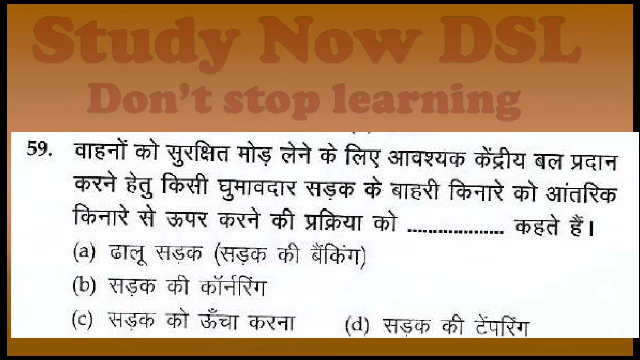 Study Now DSL
Don't stop learning
59. वाहनों को सुरक्षित मोड़ लेने के लिए आवश्यक केंद्रीय बल प्रदान
करने हेतु किसी घुमावदार सड़क के बाहरी किनारे को आंतरिक
किनारे से ऊपर करने की प्रक्रिया को ................... कहते हैं।
(a) ढालू सड़क (सड़क की बैंकिंग)
(b) सड़क की कॉर्नरिंग
(c) सड़क को ऊँचा करना (d) सड़क की टेंपरिंग